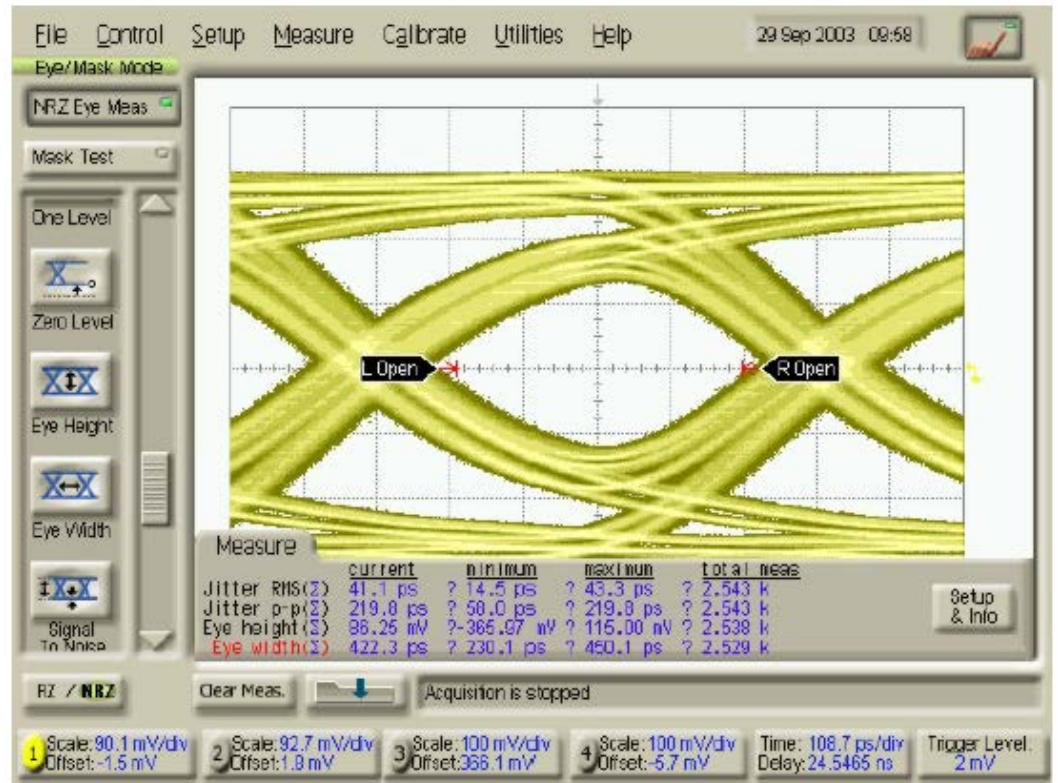 File Control Setup Measure Calibrate Utilities Help 29 Sep 2003 09:58
Eye/Mask Mode
NRZ Eye Meas
Mask Test
One Level
Zero Level
Eye Height
Eye Width
Signal
To Noise
L Open R Open
Measure
current minimum maximum total meas
Jitter RMS(Σ) 41.1 ps ? 14.5 ps ? 43.3 ps ? 2.543 k
Jitter p-p(Σ) 219.8 ps ? 58.0 ps ? 219.8 ps ? 2.543 k
Eye height(Σ) 86.25 mV ?-365.97 mV ? 115.00 mV ? 2.538 k
Eye width(Σ) 422.3 ps ? 230.1 ps ? 450.1 ps ? 2.529 k
Setup
& Info
RZ / NRZ
Clear Meas.
Acquisition is stopped
1 Scale: 90.1 mV/div
Offset: -1.5 mV
2 Scale: 92.7 mV/div
Offset: 1.8 mV
3 Scale: 100 mV/div
Offset: 366.1 mV
4 Scale: 100 mV/div
Offset: -5.7 mV
Time: 108.7 ps/div
Delay: 24.5465 ns
Trigger Level:
2 mV